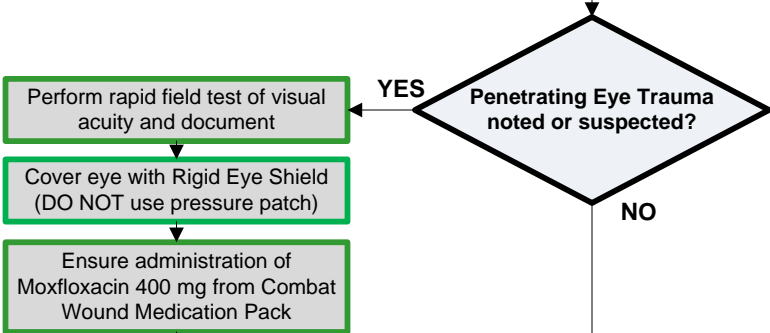 Penetrating Eye Trauma
noted or suspected?
YES
Perform rapid field test of visual
acuity and document
Cover eye with Rigid Eye Shield
(DO NOT use pressure patch)
Ensure administration of
Moxfloxacin 400 mg from Combat
Wound Medication Pack
NO